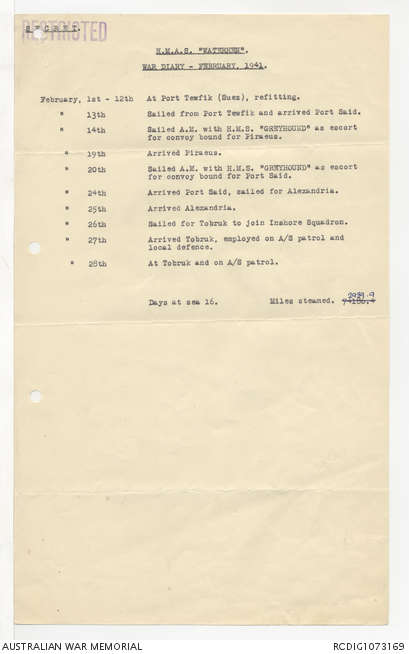 SECRET.
RESTRICTED
H.M.A.S. "WATERHEN".
WAR DIARY - FEBRUARY, 1941.
February, 1st - 12th At Port Tewfik (Suez), refitting.
" 13th Sailed from Port Tewfik and arrived Port Said.
" 14th Sailed A.M. with H.M.S. "GREYHOUND" as escort
for convoy bound for Piraeus.
" 19th Arrived Piraeus.
" 20th Sailed A.M. with H.M.S. "GREYHOUND" as escort
for convoy bound for Port Said.
" 24th Arrived Port Said, sailed for Alexandria.
" 25th Arrived Alexandria.
" 26th Sailed for Tobruk to join Inshore Squadron.
" 27th Arrived Tobruk, employed on A/S patrol and
local defence.
" 28th At Tobruk and on A/S patrol.
Days at sea 16. Miles steamed.
AUSTRALIAN WAR MEMORIAL RCDIG1073169